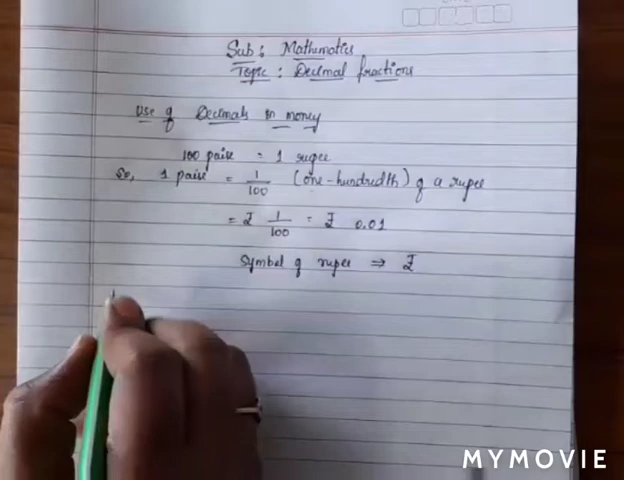 Sub : Mathematics
Topic : Decimal fractions
Use of Decimals in money
100 paise = 1 rupee
So, 1 paise = 1/100 (one-hundredth) of a rupee
= ₹ 1/100 = ₹ 0.01
Symbol of rupee ⇒ ₹
MYMOVIE